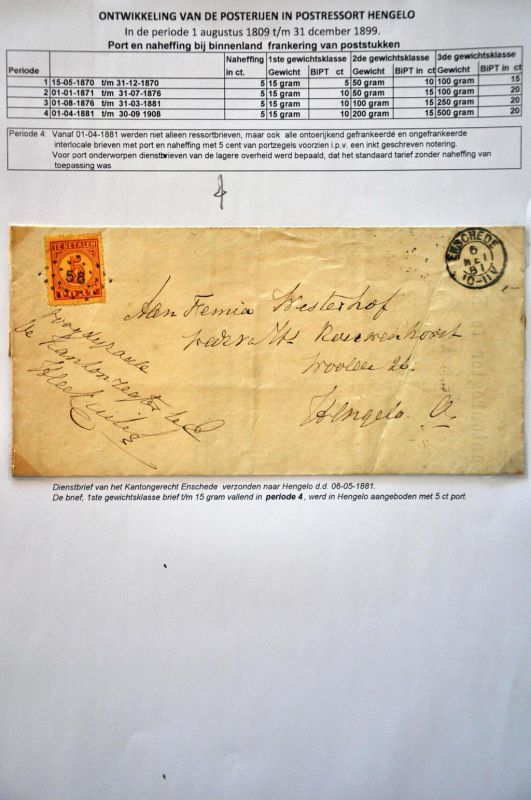 ONTWIKKELING VAN DE POSTERIJEN IN POSTRESSORT HENGELO
In de periode 1 augustus 1809 t/m 31 dcember 1899.
Port en naheffing bij binnenland frankering van poststukken
Periode Naheffing in ct. 1ste gewichtsklasse Gewicht BiPT ct 2de gewichtsklasse Gewicht BiPT in ct 3de gewichtsklasse Gewicht BiPT in ct
1 15-05-1870 t/m 31-12-1870 5 15 gram 5 50 gram 10 100 gram 15
2 01-01-1871 t/m 31-07-1876 5 15 gram 10 50 gram 15 100 gram 20
3 01-08-1876 t/m 31-03-1881 5 15 gram 10 100 gram 15 250 gram 20
4 01-04-1881 t/m 30-09 1908 5 15 gram 10 200 gram 15 500 gram 20
Periode 4: Vanaf 01-04-1881 werden niet alleen ressortbrieven, maar ook alle ontoerijkend gefrankeerde en ongefrankeerde
interlocale brieven met port en naheffing met 5 cent van portzegels voorzien i.p.v. een inkt geschreven notering.
Voor port onderworpen dienstbrieven van de lagere overheid werd bepaald, dat het standaard tarief zonder naheffing van
toepassing was
4
TE BETALEN
5
58
ENSCHEDE
6
MEI
81
10-11V
Aan Femia Westerhof
Hengelo O.
de Kantonregter
Dienstbrief van het Kantongerecht Enschede verzonden naar Hengelo d.d. 06-05-1881.
De brief, 1ste gewichtsklasse brief t/m 15 gram vallend in periode 4, werd in Hengelo aangeboden met 5 ct port.